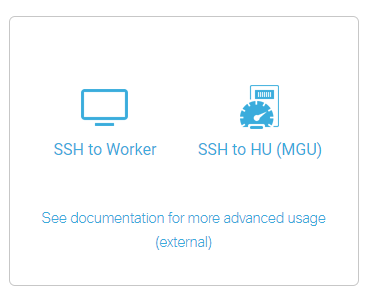 SSH to Worker
SSH to HU (MGU)
See documentation for more advanced usage
(external)